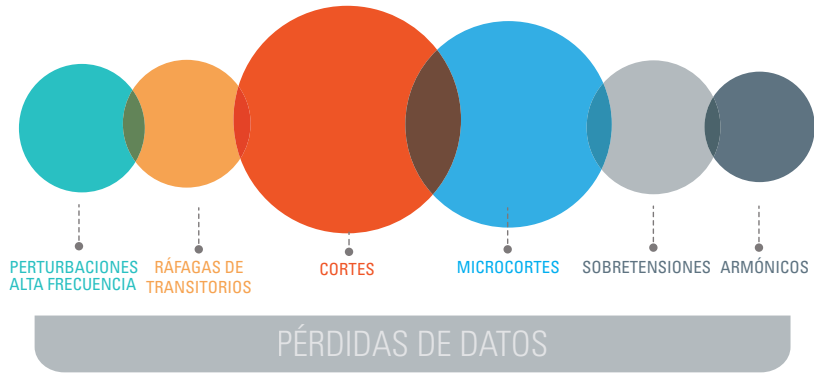 PERTURBACIONES
ALTA FRECUENCIA
RÁFAGAS DE
TRANSITORIOS
CORTES
MICROCORTES
SOBRETENSIONES
ARMÓNICOS
PÉRDIDAS DE DATOS